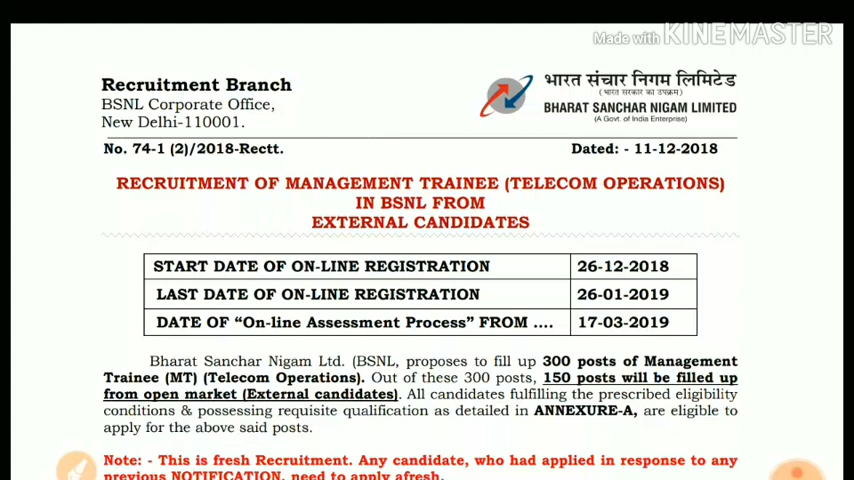 Made with KINEMASTER
Recruitment Branch
BSNL Corporate Office,
New Delhi-110001.
भारत संचार निगम लिमिटेड
(भारत सरकार का उपक्रम)
BHARAT SANCHAR NIGAM LIMITED
(A Govt. of India Enterprise)
No. 74-1 (2)/2018-Rectt. Dated: - 11-12-2018
RECRUITMENT OF MANAGEMENT TRAINEE (TELECOM OPERATIONS)
IN BSNL FROM
EXTERNAL CANDIDATES
START DATE OF ON-LINE REGISTRATION 26-12-2018
LAST DATE OF ON-LINE REGISTRATION 26-01-2019
DATE OF “On-line Assessment Process” FROM .... 17-03-2019
Bharat Sanchar Nigam Ltd. (BSNL, proposes to fill up 300 posts of Management
Trainee (MT) (Telecom Operations). Out of these 300 posts, 150 posts will be filled up
from open market (External candidates). All candidates fulfilling the prescribed eligibility
conditions & possessing requisite qualification as detailed in ANNEXURE-A, are eligible to
apply for the above said posts.
Note: - This is fresh Recruitment. Any candidate, who had applied in response to any
previous NOTIFICATION, need to apply afresh.